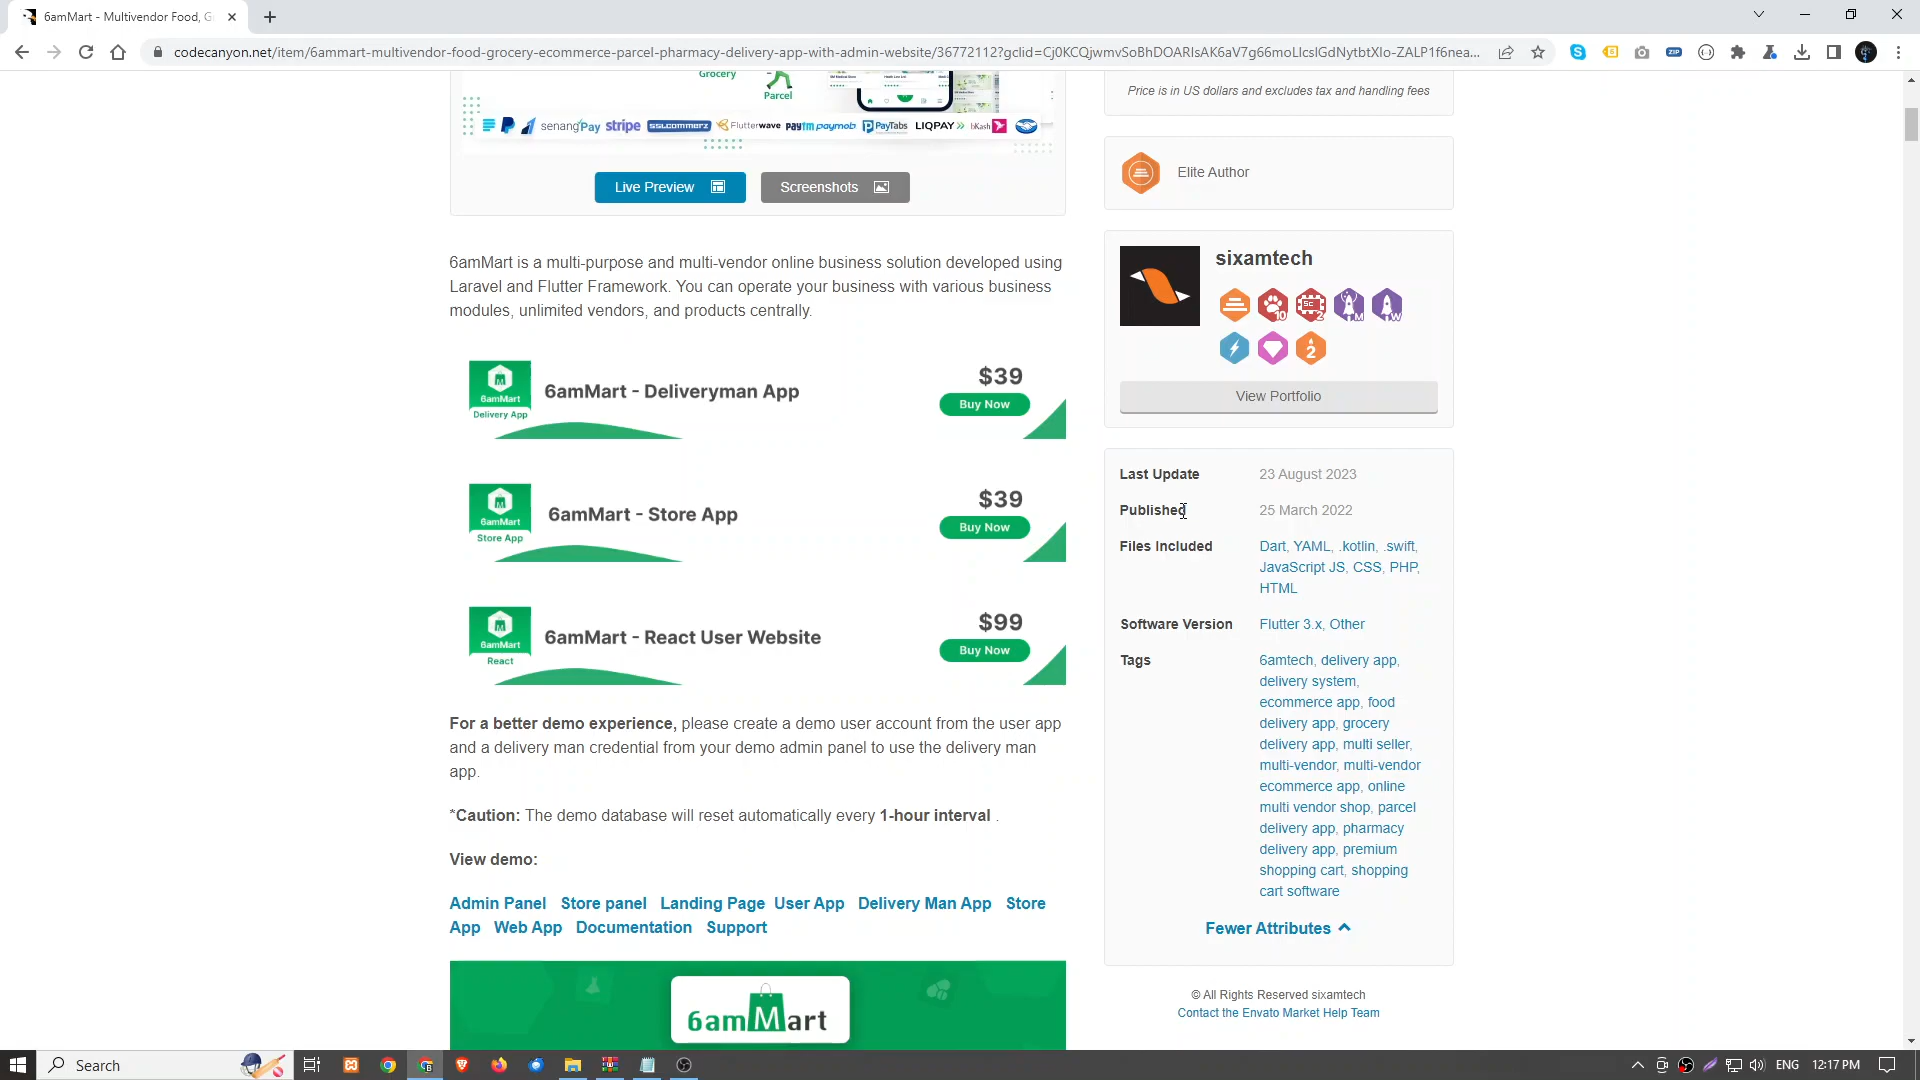 6amMart - Multivendor Food, G
codecanyon.net/item/6ammart-multivendor-food-grocery-ecommerce-parcel-pharmacy-delivery-app-with-admin-website/36772112?gclid=Cj0KCQjwmvSoBhDOARIsAK6aV7g66moLIcsIGdNytbtXIo-ZALP1f6nea...
Grocery
Parcel
PayPal senangPay stripe SSLCOMMERZ Flutterwave paytm paymob PayTabs LIQPAY bKash
Live Preview
Screenshots
6amMart is a multi-purpose and multi-vendor online business solution developed using
Laravel and Flutter Framework. You can operate your business with various business
modules, unlimited vendors, and products centrally.
6amMart
Delivery App
6amMart - Deliveryman App
$39
Buy Now
6amMart
Store App
6amMart - Store App
$39
Buy Now
6amMart
React
6amMart - React User Website
$99
Buy Now
For a better demo experience, please create a demo user account from the user app
and a delivery man credential from your demo admin panel to use the delivery man
app.
*Caution: The demo database will reset automatically every 1-hour interval .
View demo:
Admin Panel Store panel Landing Page User App Delivery Man App Store
App Web App Documentation Support
6amMart
Price is in US dollars and excludes tax and handling fees
Elite Author
sixamtech
10
5c
2
M
W
2
View Portfolio
Last Update 23 August 2023
Published 25 March 2022
Files Included Dart, YAML, .kotlin, .swift,
JavaScript JS, CSS, PHP,
HTML
Software Version Flutter 3.x, Other
Tags 6amtech, delivery app,
delivery system,
ecommerce app, food
delivery app, grocery
delivery app, multi seller,
multi-vendor, multi-vendor
ecommerce app, online
multi vendor shop, parcel
delivery app, pharmacy
delivery app, premium
shopping cart, shopping
cart software
Fewer Attributes
© All Rights Reserved sixamtech
Contact the Envato Market Help Team
Search
ENG
12:17 PM